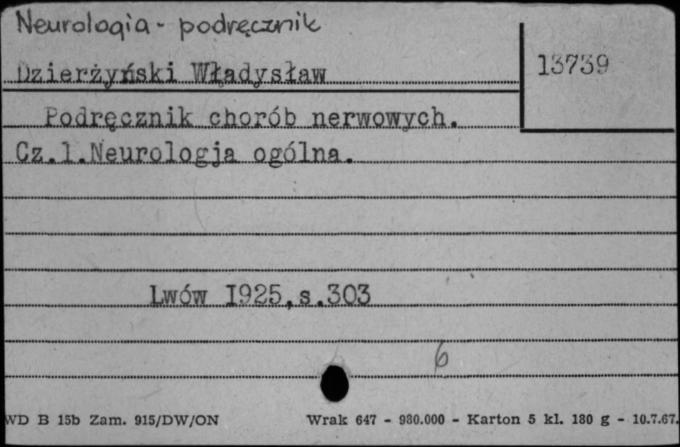 Neurologia - podręcznik
Dzierżyński Władysław
13739
Podręcznik chorób nerwowych.
Cz.1.Neurologja ogólna.
Lwów I925,s.303
6
WD B 15b Zam. 915/DW/ON
Wrak 647 - 980.000 - Karton 5 kl. 180 g - 10.7.67.